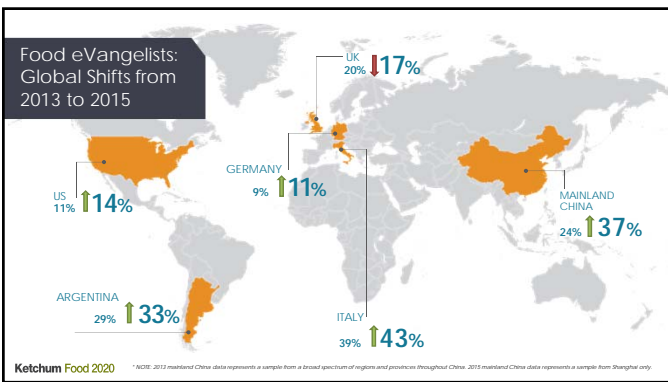 Food eVangelists:
Global Shifts from
2013 to 2015
UK
20% 17%
GERMANY
9% 11%
US
11% 14%
MAINLAND
CHINA
24% 37%
ARGENTINA
29% 33%
ITALY
39% 43%
Ketchum Food 2020
* NOTE: 2013 mainland China data represents a sample from a broad spectrum of regions and provinces throughout China. 2015 mainland China data represents a sample from Shanghai only.